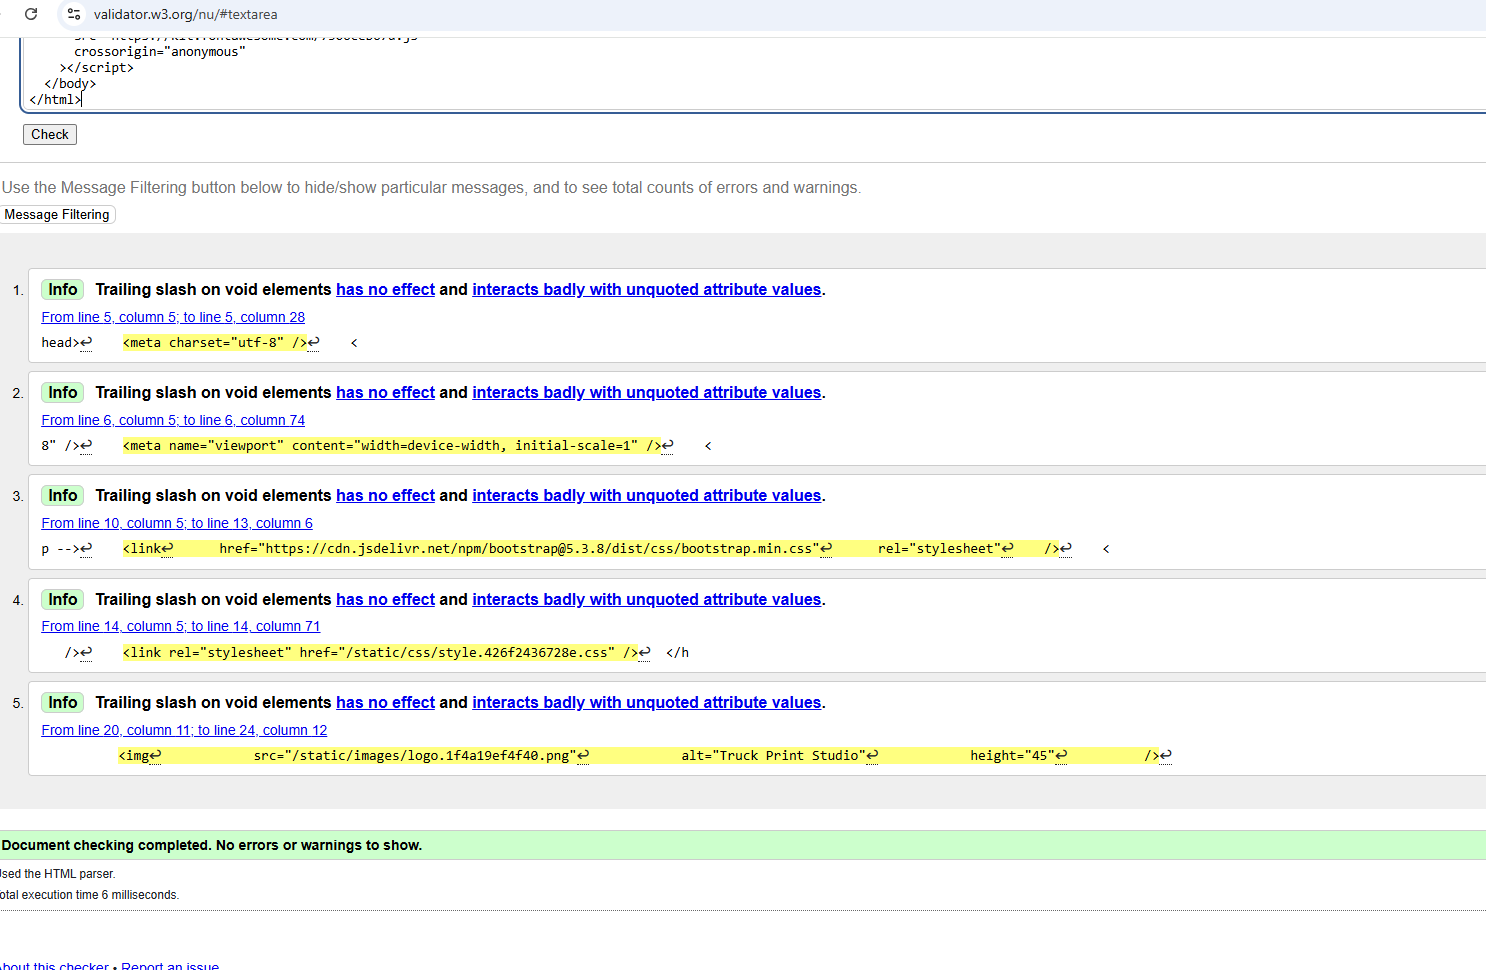 validator.w3.org/nu/#textarea
crossorigin="anonymous"
></script>
</body>
</html>
Check
Use the Message Filtering button below to hide/show particular messages, and to see total counts of errors and warnings.
Message Filtering
1. Info Trailing slash on void elements has no effect and interacts badly with unquoted attribute values.
From line 5, column 5; to line 5, column 28
head>↩ <meta charset="utf-8" />↩ <
2. Info Trailing slash on void elements has no effect and interacts badly with unquoted attribute values.
From line 6, column 5; to line 6, column 74
8" />↩ <meta name="viewport" content="width=device-width, initial-scale=1" />↩ <
3. Info Trailing slash on void elements has no effect and interacts badly with unquoted attribute values.
From line 10, column 5; to line 13, column 6
p -->↩ <link↩ href="https://cdn.jsdelivr.net/npm/bootstrap@5.3.8/dist/css/bootstrap.min.css"↩ rel="stylesheet"↩ />↩ <
4. Info Trailing slash on void elements has no effect and interacts badly with unquoted attribute values.
From line 14, column 5; to line 14, column 71
/>↩ <link rel="stylesheet" href="/static/css/style.426f2436728e.css" />↩ </h
5. Info Trailing slash on void elements has no effect and interacts badly with unquoted attribute values.
From line 20, column 11; to line 24, column 12
<img↩ src="/static/images/logo.1f4a19ef4f40.png"↩ alt="Truck Print Studio"↩ height="45"↩ />↩
Document checking completed. No errors or warnings to show.
Used the HTML parser.
Total execution time 6 milliseconds.
About this checker • Report an issue